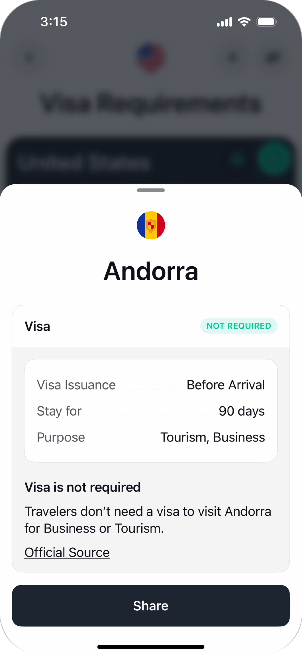 3:15
Visa Requirements
United States
Andorra
Visa
NOT REQUIRED
Visa Issuance Before Arrival
Stay for 90 days
Purpose Tourism, Business
Visa is not required
Travelers don't need a visa to visit Andorra
for Business or Tourism.
Official Source
Share